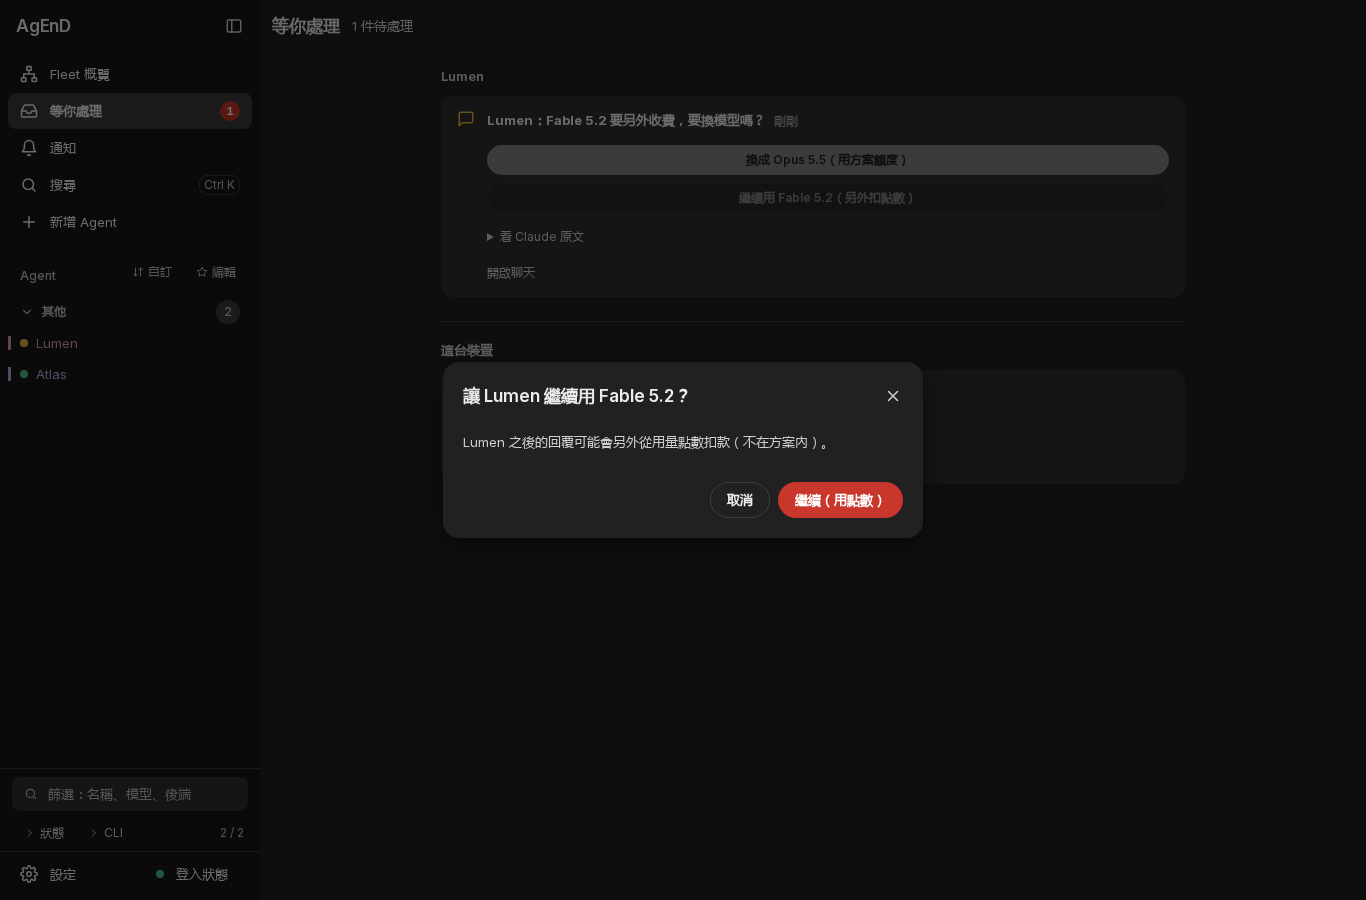 AgEnD
Fleet 概覽
等你處理
1
通知
搜尋
Ctrl K
新增 Agent
Agent
自訂
編輯
其他
2
Lumen
Atlas
篩選：名稱、模型、後端
狀態
CLI
2 / 2
設定
登入狀態
等你處理
1 件待處理
Lumen
Lumen：Fable 5.2 要另外收費，要換模型嗎？
剛剛
換成 Opus 5.5（用方案額度）
繼續用 Fable 5.2（另外扣點數）
看 Claude 原文
開啟聊天
這台裝置
讓 Lumen 繼續用 Fable 5.2？
Lumen 之後的回覆可能會另外從用量點數扣款（不在方案內）。
取消
繼續（用點數）